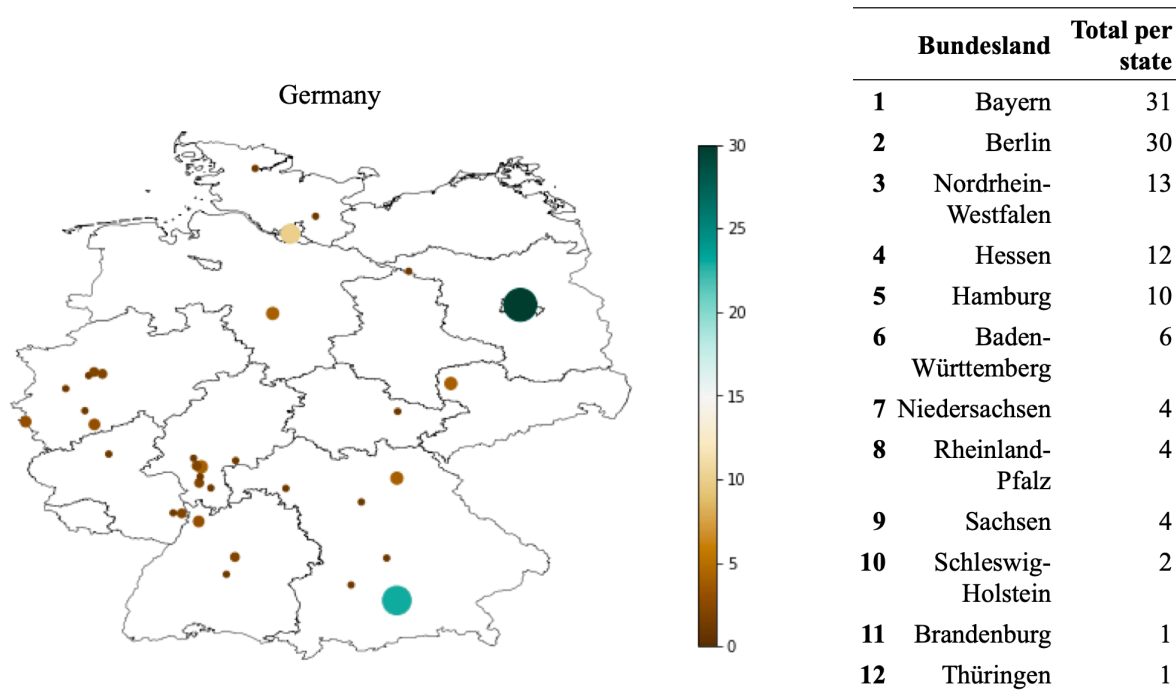 Germany
30
25
20
15
10
5
0
Bundesland Total per
state
1 Bayern 31
2 Berlin 30
3 Nordrhein- 13
Westfalen
4 Hessen 12
5 Hamburg 10
6 Baden- 6
Württemberg
7 Niedersachsen 4
8 Rheinland- 4
Pfalz
9 Sachsen 4
10 Schleswig- 2
Holstein
11 Brandenburg 1
12 Thüringen 1